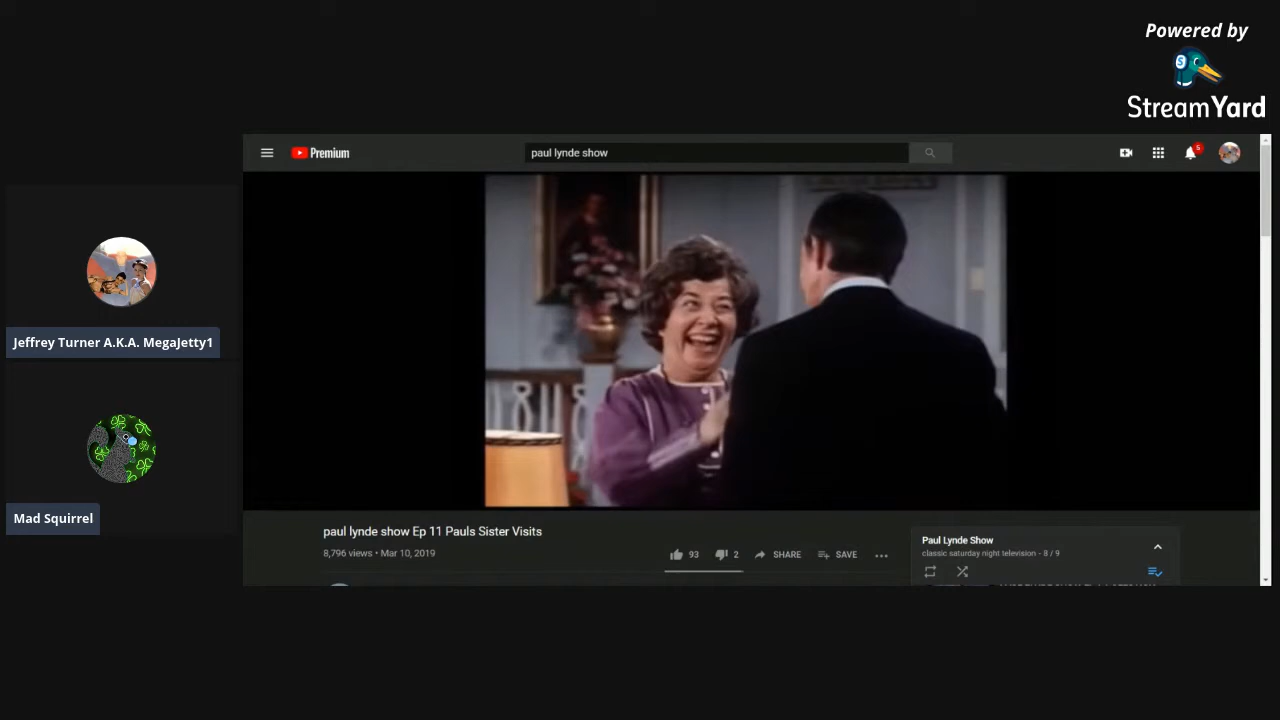 Powered by
StreamYard
Premium
paul lynde show
5
Jeffrey Turner A.K.A. MegaJetty1
Mad Squirrel
paul lynde show Ep 11 Pauls Sister Visits
8,796 views • Mar 10, 2019
93
2
SHARE
SAVE
Paul Lynde Show
classic saturday night television - 8 / 9